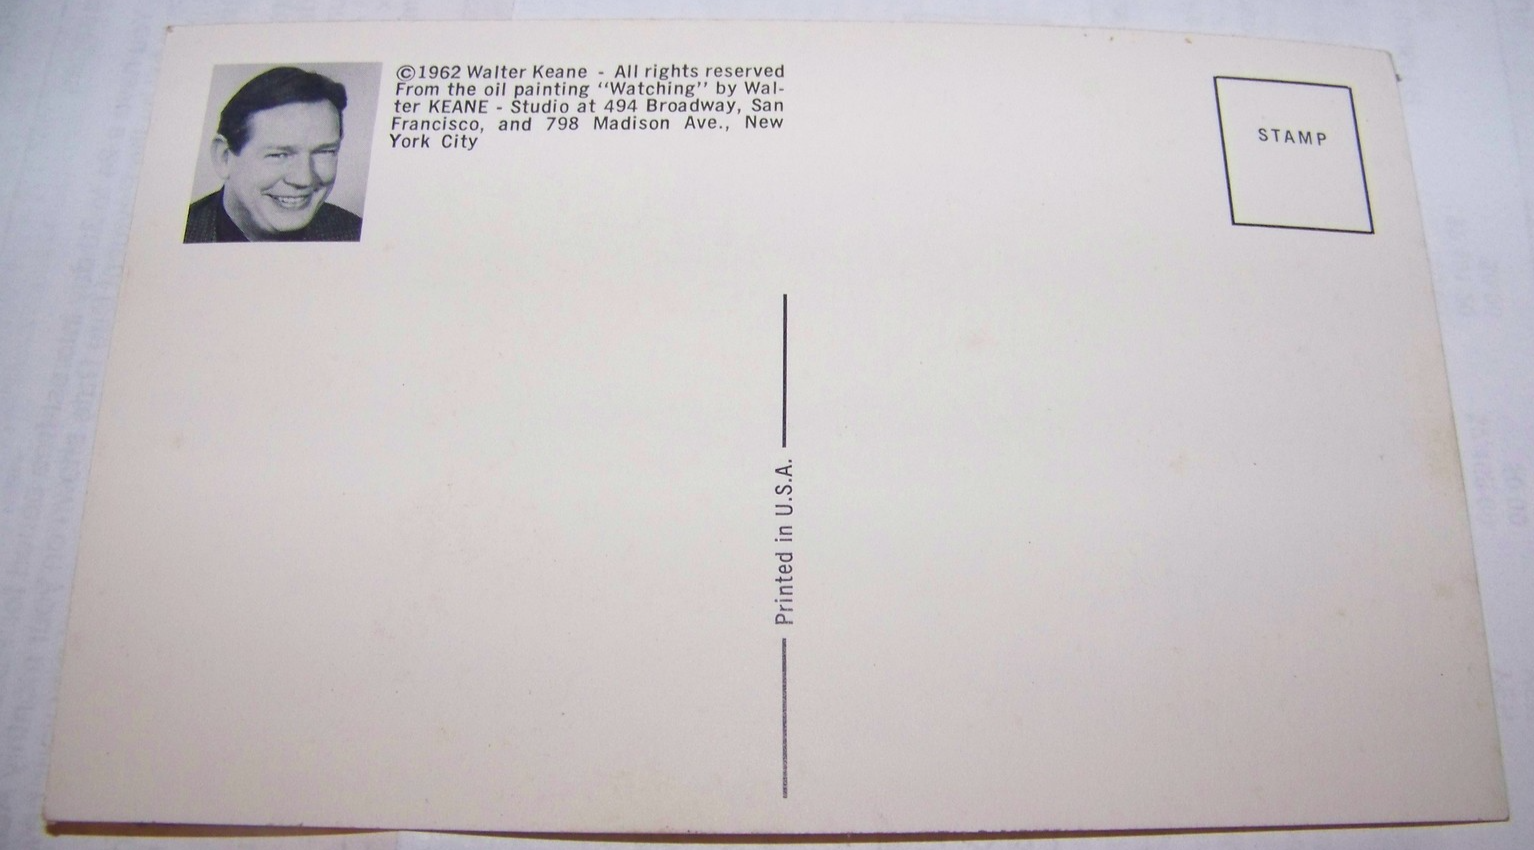 ©1962 Walter Keane - All rights reserved
From the oil painting “Watching” by Wal-
ter KEANE - Studio at 494 Broadway, San
Francisco, and 798 Madison Ave., New
York City
STAMP
Printed in U.S.A.